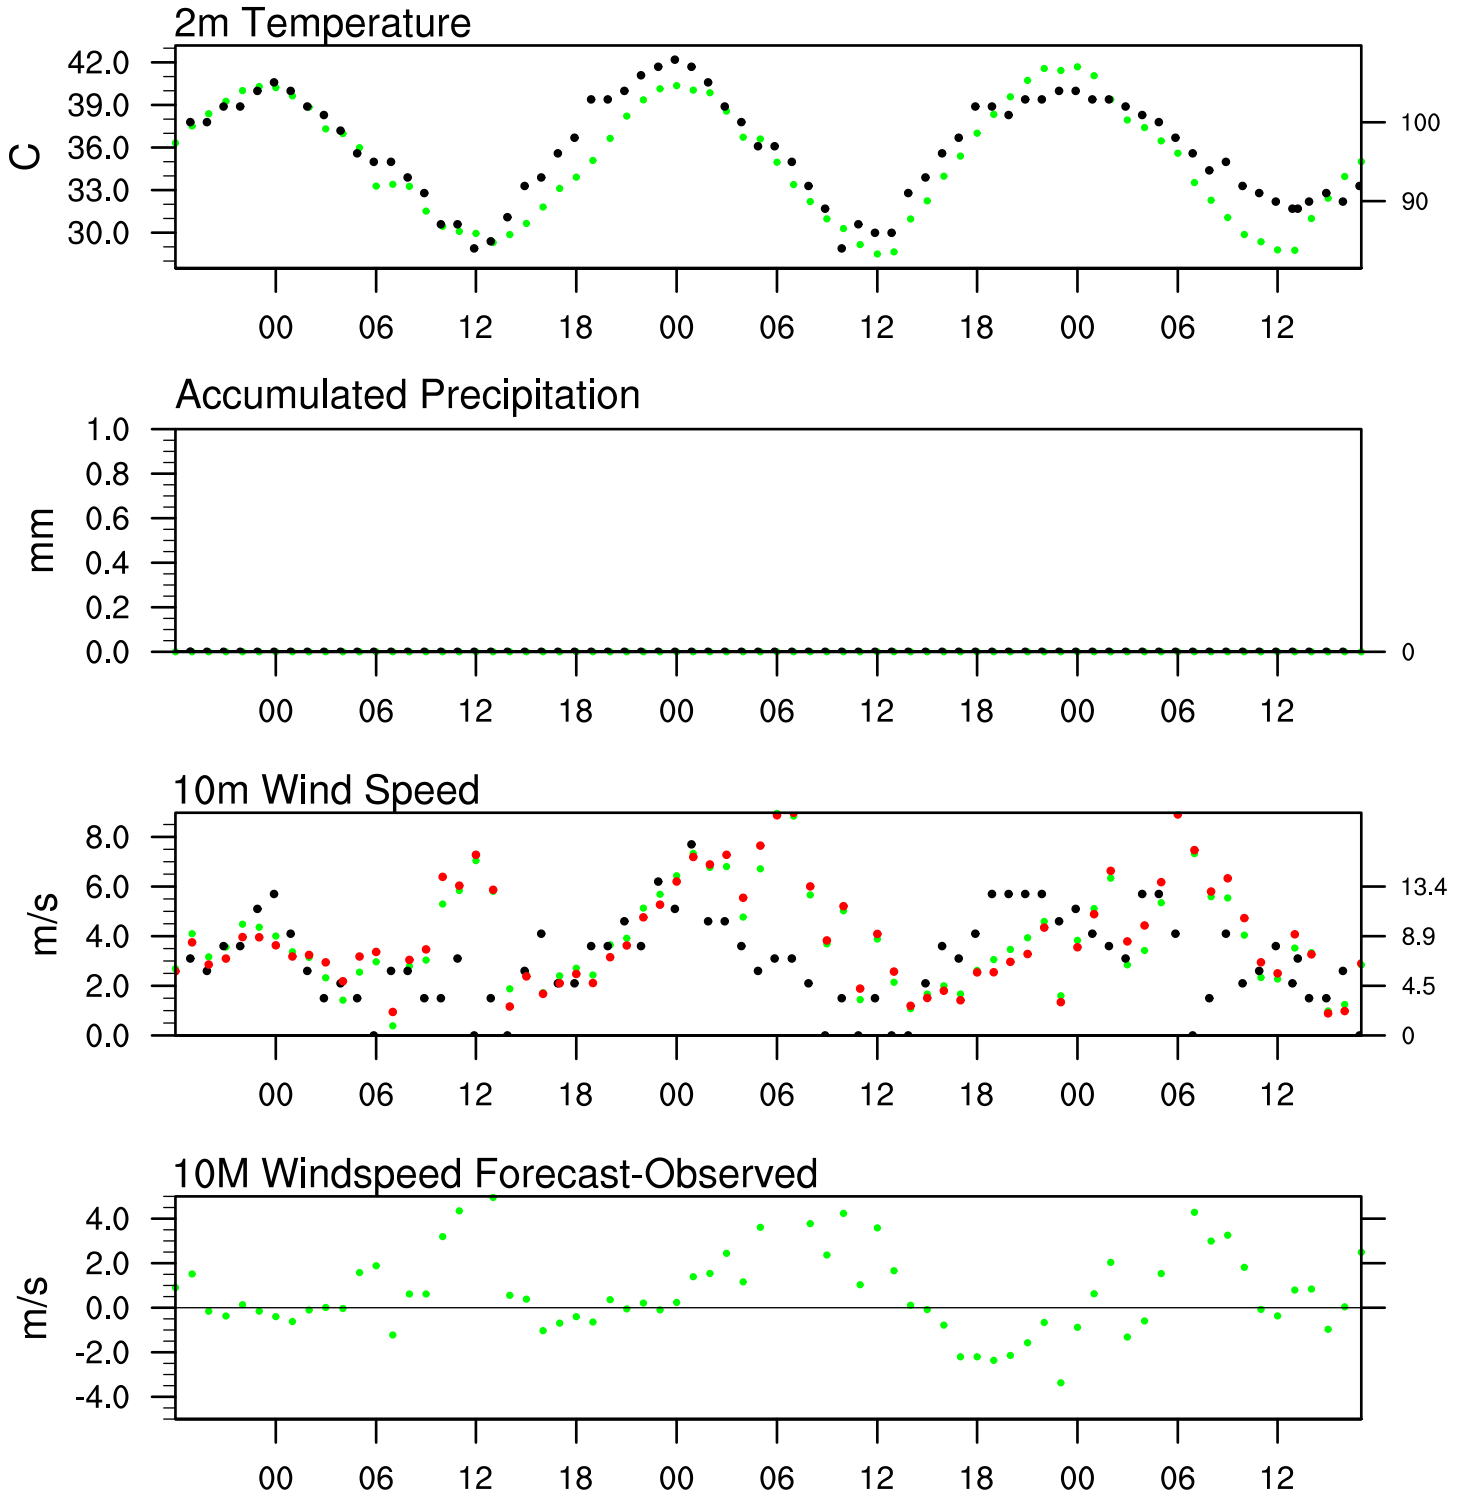 2m Temperature
42.0
39.0
36.0
33.0
30.0
C
100
90
00 06 12 18 00 06 12 18 00 06 12
Accumulated Precipitation
1.0
0.8
0.6
0.4
0.2
0.0
mm
0
00 06 12 18 00 06 12 18 00 06 12
10m Wind Speed
8.0
6.0
4.0
2.0
0.0
m/s
13.4
8.9
4.5
0
00 06 12 18 00 06 12 18 00 06 12
10M Windspeed Forecast-Observed
4.0
2.0
0.0
-2.0
-4.0
m/s
00 06 12 18 00 06 12 18 00 06 12